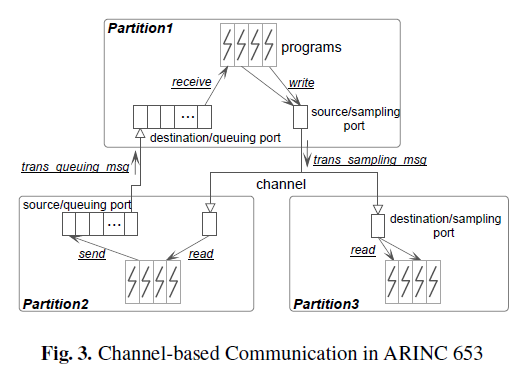 Partition1
programs
receive
write
...
source/sampling
port
destination/queuing port
trans_queuing_msg
trans_sampling_msg
channel
source/queuing port
...
destination/sampling
port
send
read
read
Partition2
Partition3
Fig. 3. Channel-based Communication in ARINC 653